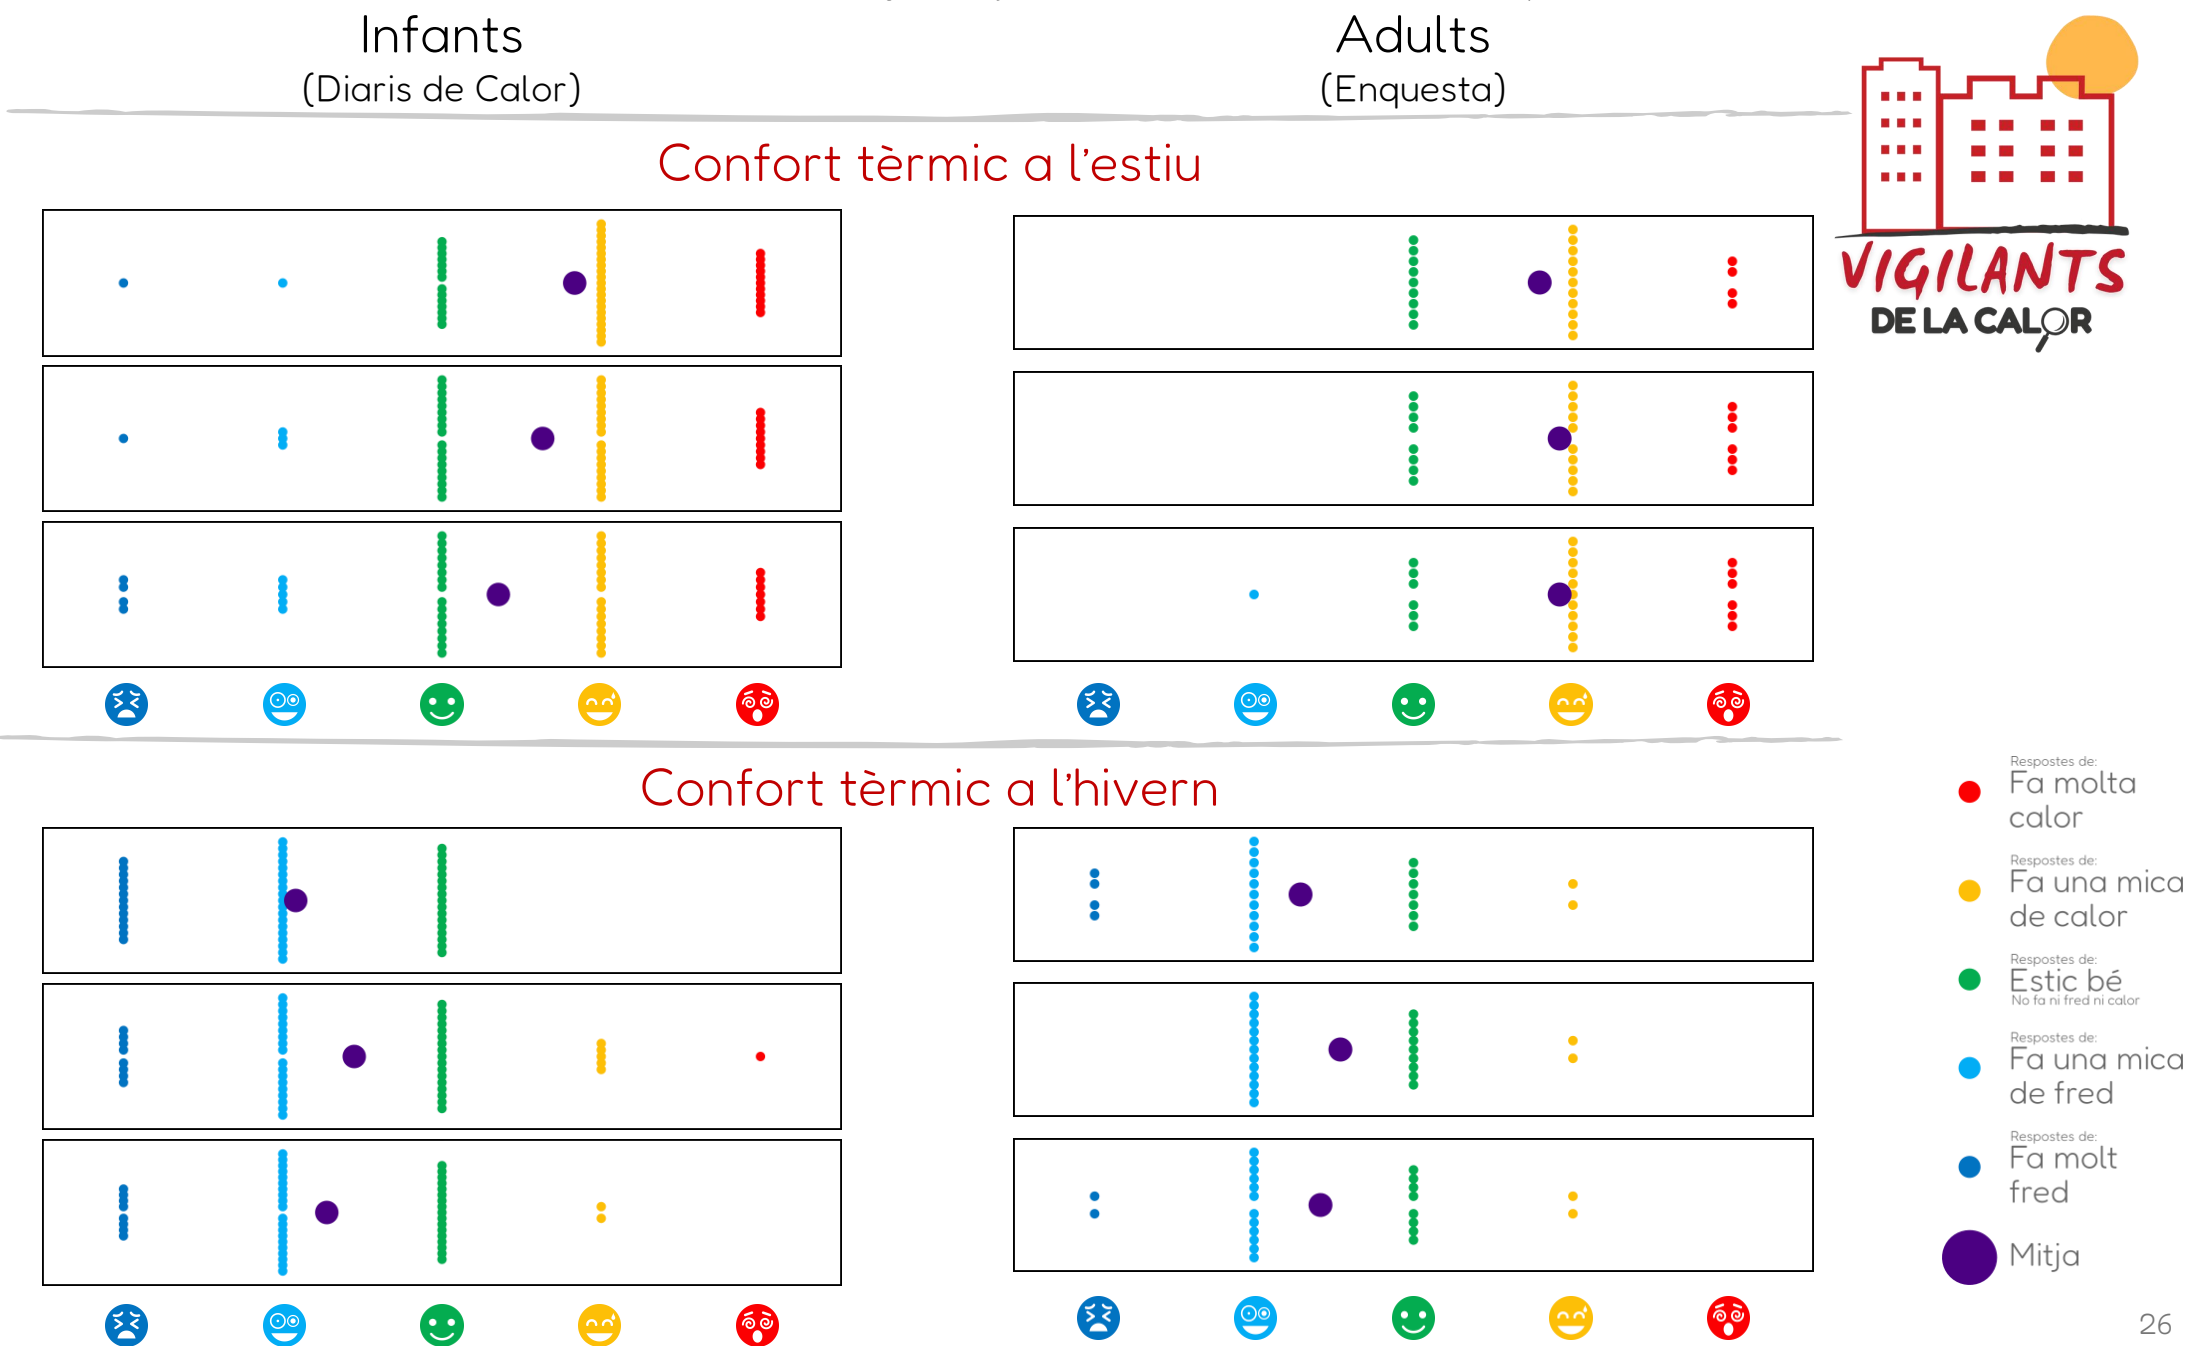 Infants
(Diaris de Calor)
Adults
(Enquesta)
VIGILANTS
DE LA CALOR
Confort tèrmic a l'estiu
Confort tèrmic a l'hivern
Respostes de:
Fa molta
calor
Respostes de:
Fa una mica
de calor
Respostes de:
Estic bé
No fa ni fred ni calor
Respostes de:
Fa una mica
de fred
Respostes de:
Fa molt
fred
Mitja
26